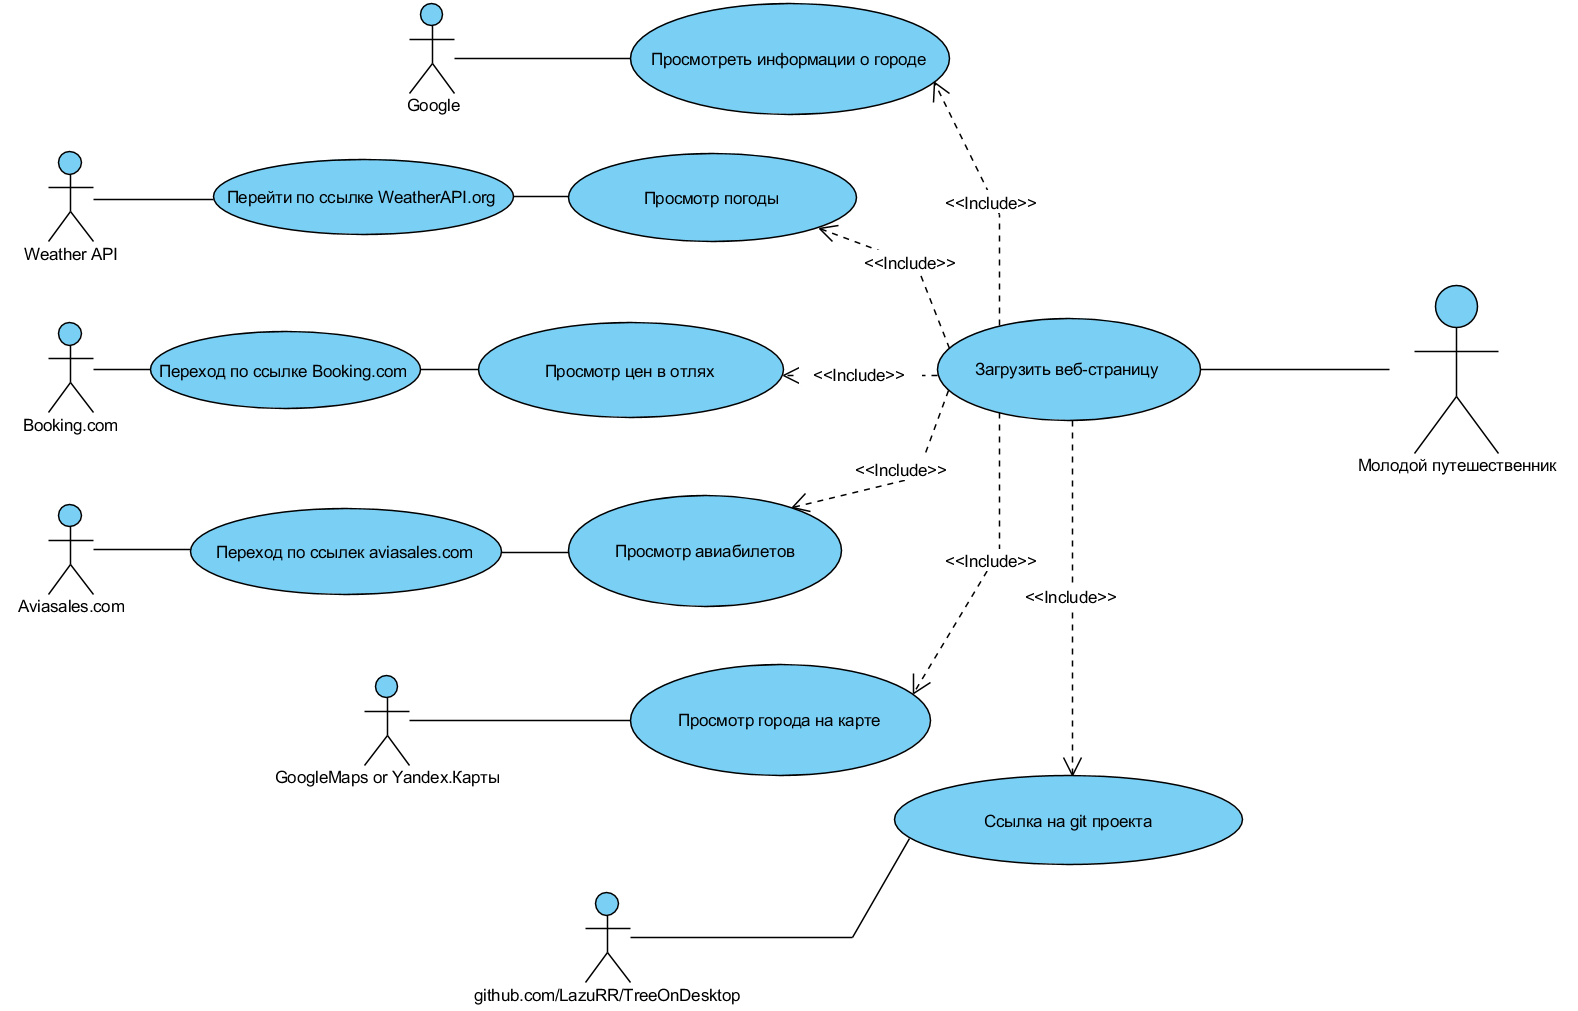 Google
Просмотреть информации о городе
Weather API
Перейти по ссылке WeatherAPI.org
Просмотр погоды
<<Include>>
<<Include>>
Booking.com
Переход по ссылке Booking.com
Просмотр цен в отлях
<<Include>>
Загрузить веб-страницу
Молодой путешественник
<<Include>>
Aviasales.com
Переход по ссылек aviasales.com
Просмотр авиабилетов
<<Include>>
<<Include>>
GoogleMaps or Yandex.Карты
Просмотр города на карте
Ссылка на git проекта
github.com/LazuRR/TreeOnDesktop